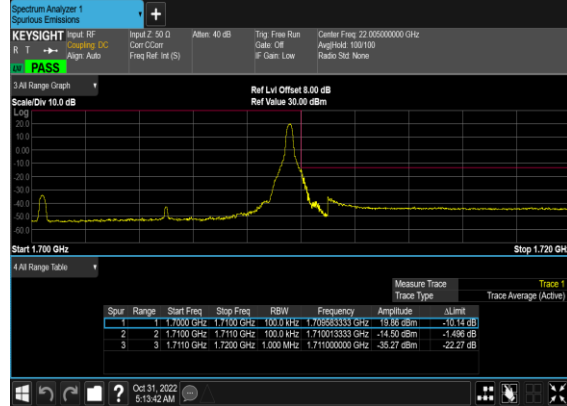 Spectrum Analyzer 1
Spurious Emissions
KEYSIGHT Input: RF Input Z: 50 Ω Atten: 40 dB Trig: Free Run Center Freq: 22.005000000 GHz
R T Coupling: DC Corr CCorr Gate: Off Avg|Hold: 100/100
Align: Auto Freq Ref: Int (S) IF Gain: Low Radio Std: None
LW PASS
3 All Range Graph
Ref Lvl Offset 8.00 dB
Scale/Div 10.0 dB Ref Value 30.00 dBm
Log
20.0
10.0
0.00
-10.0
-20.0
-30.0
-40.0
-50.0
-60.0
Start 1.700 GHz Stop 1.720 GHz
4 All Range Table
Measure Trace Trace 1
Trace Type Trace Average (Active)
Spur Range Start Freq Stop Freq RBW Frequency Amplitude ΔLimit
1 1 1.7000 GHz 1.7100 GHz 100.0 kHz 1.709583333 GHz 19.86 dBm -10.14 dB
2 2 1.7100 GHz 1.7110 GHz 100.0 kHz 1.710013333 GHz -14.50 dBm -1.496 dB
3 3 1.7110 GHz 1.7200 GHz 1.000 MHz 1.711000000 GHz -35.27 dBm -22.27 dB
Oct 31, 2022
5:13:42 AM